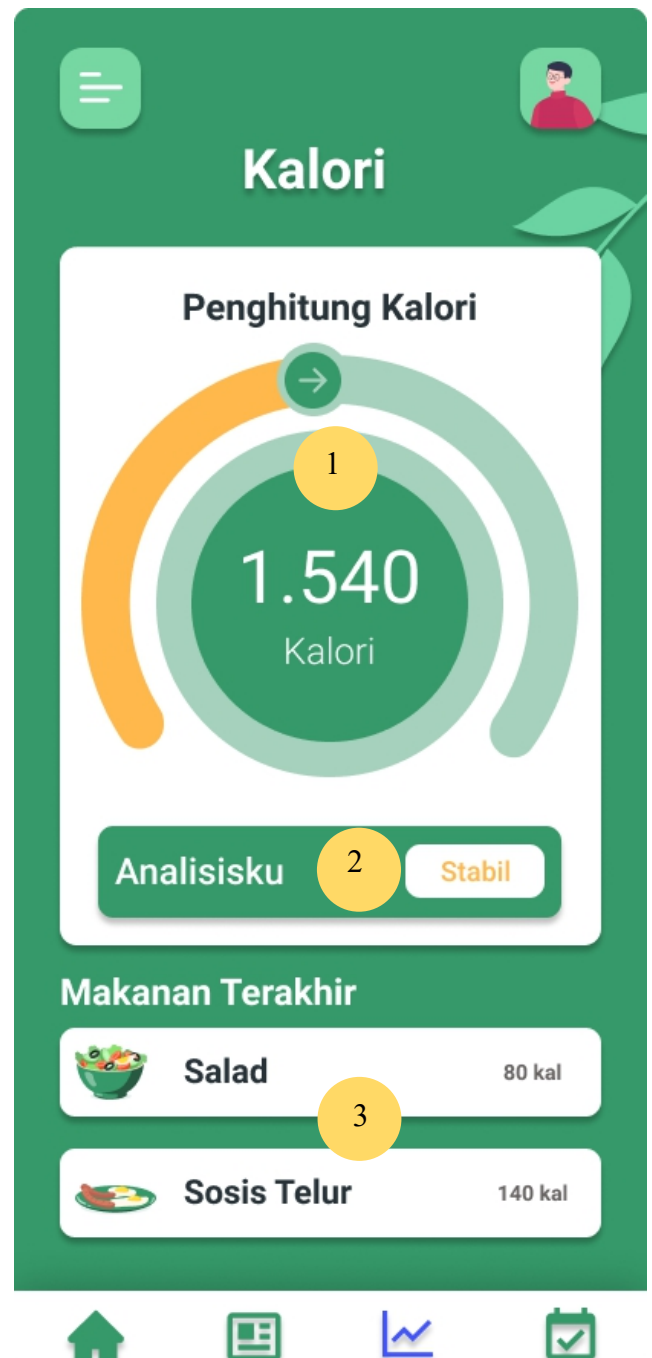 Kalori
Penghitung Kalori
1
1.540
Kalori
Analisisku
2
Stabil
Makanan Terakhir
Salad
80 kal
3
Sosis Telur
140 kal